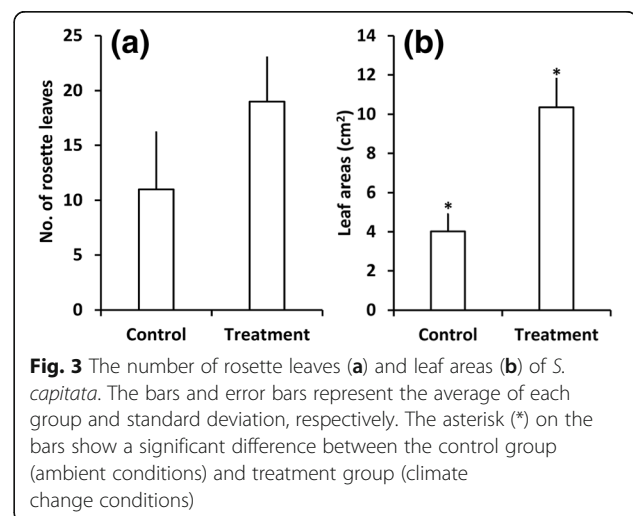 (a)
No. of rosette leaves
25
20
15
10
5
0
Control Treatment
(b)
Leaf areas (cm²)
14
12
10
8
6
4
2
0
*
*
Control Treatment
Fig. 3 The number of rosette leaves (a) and leaf areas (b) of S.
capitata. The bars and error bars represent the average of each
group and standard deviation, respectively. The asterisk (*) on the
bars show a significant difference between the control group
(ambient conditions) and treatment group (climate
change conditions)